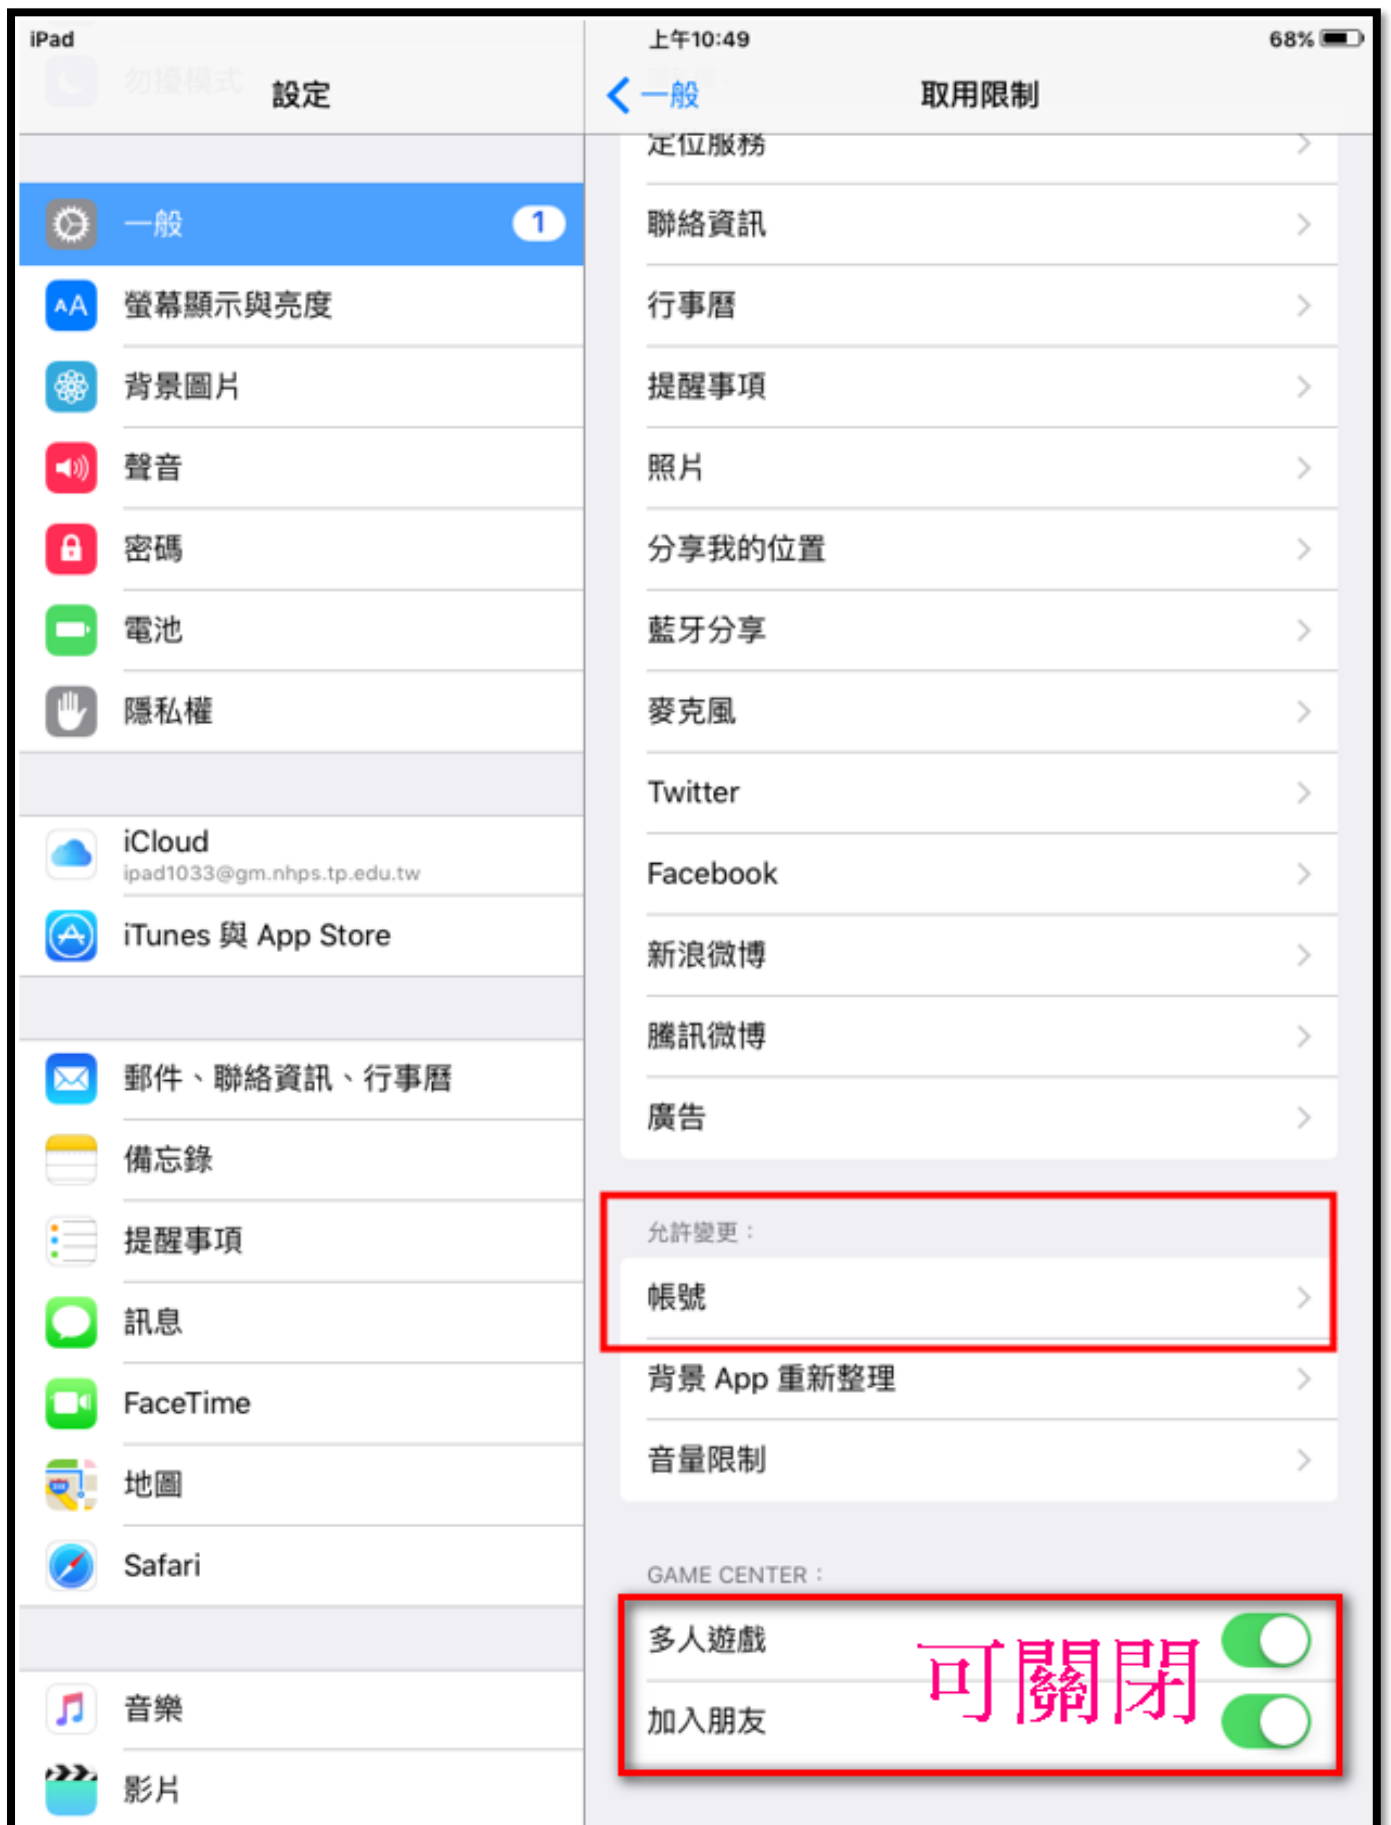 iPad
上午10:49
68%
勿擾模式
設定
一般
1
螢幕顯示與亮度
背景圖片
聲音
密碼
電池
隱私權
iCloud
ipad1033@gm.nhps.tp.edu.tw
iTunes 與 App Store
郵件、聯絡資訊、行事曆
備忘錄
提醒事項
訊息
FaceTime
地圖
Safari
音樂
影片
一般
取用限制
定位服務
聯絡資訊
行事曆
提醒事項
照片
分享我的位置
藍牙分享
麥克風
Twitter
Facebook
新浪微博
騰訊微博
廣告
允許變更：
帳號
背景 App 重新整理
音量限制
GAME CENTER：
多人遊戲
加入朋友
可關閉